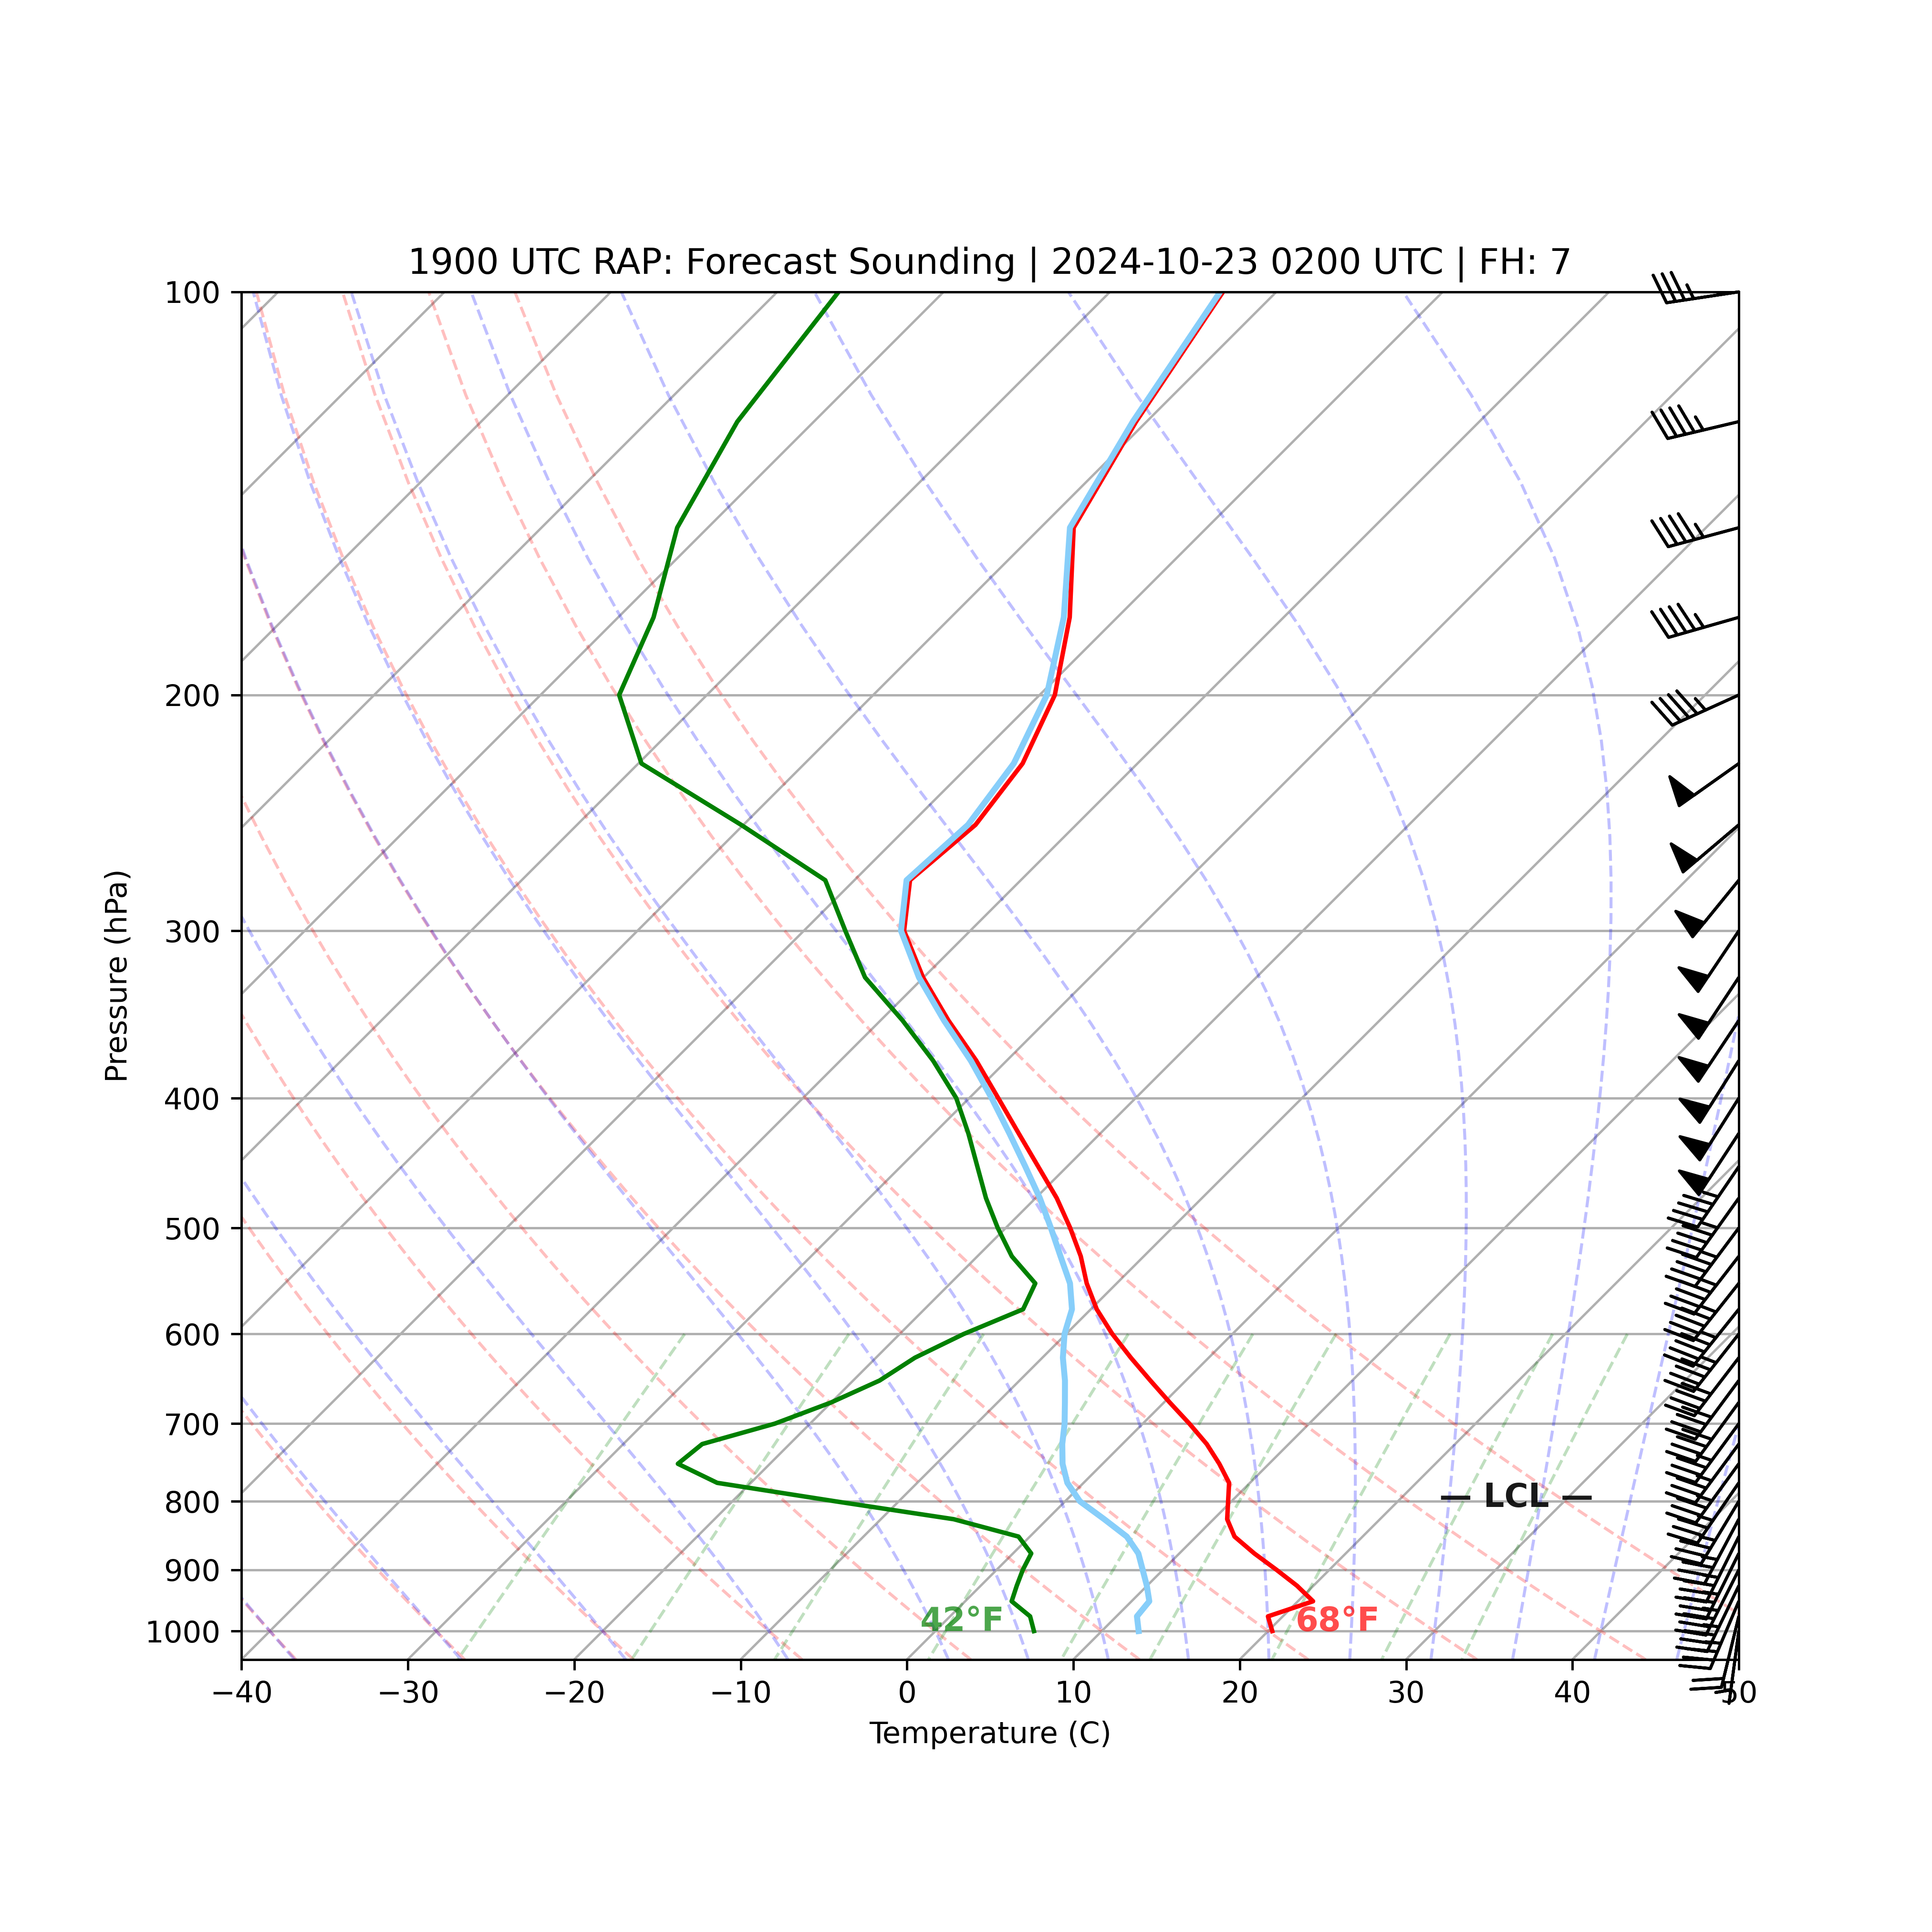 1900 UTC RAP: Forecast Sounding | 2024-10-23 0200 UTC | FH: 7
100
200
300
400
500
600
700
800
900
1000
Pressure (hPa)
— LCL —
42°F
68°F
−40 −30 −20 −10 0 10 20 30 40 50
Temperature (C)